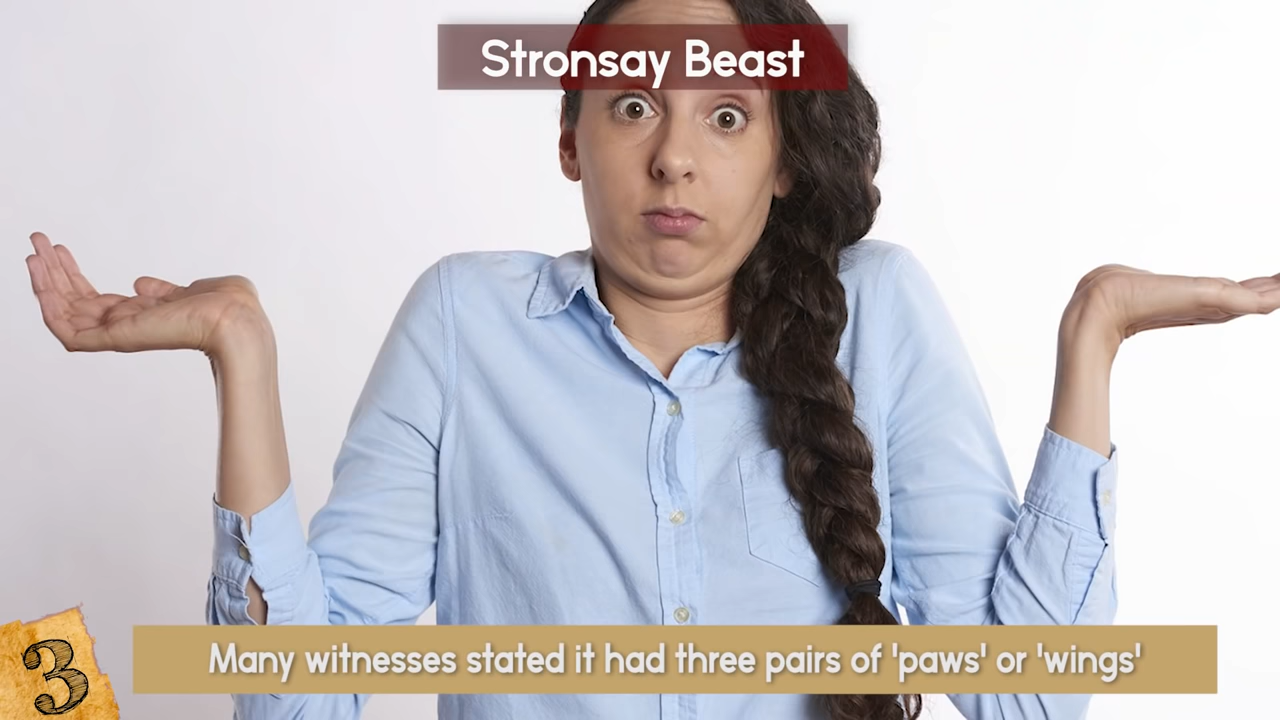 Stronsay Beast
Many witnesses stated it had three pairs of 'paws' or 'wings'
3